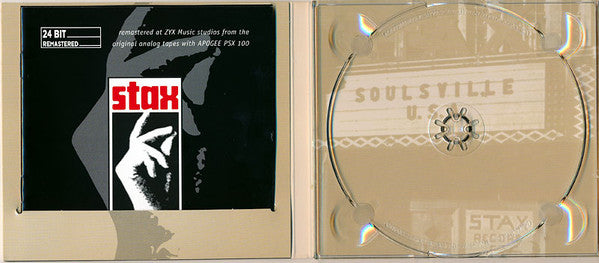 24 BIT
REMASTERED
remastered at ZYX Music studios from the
original analog tapes with APOGEE PSX 100
stax
SOULSVILLE
U.S.A
STAX
RECORDS